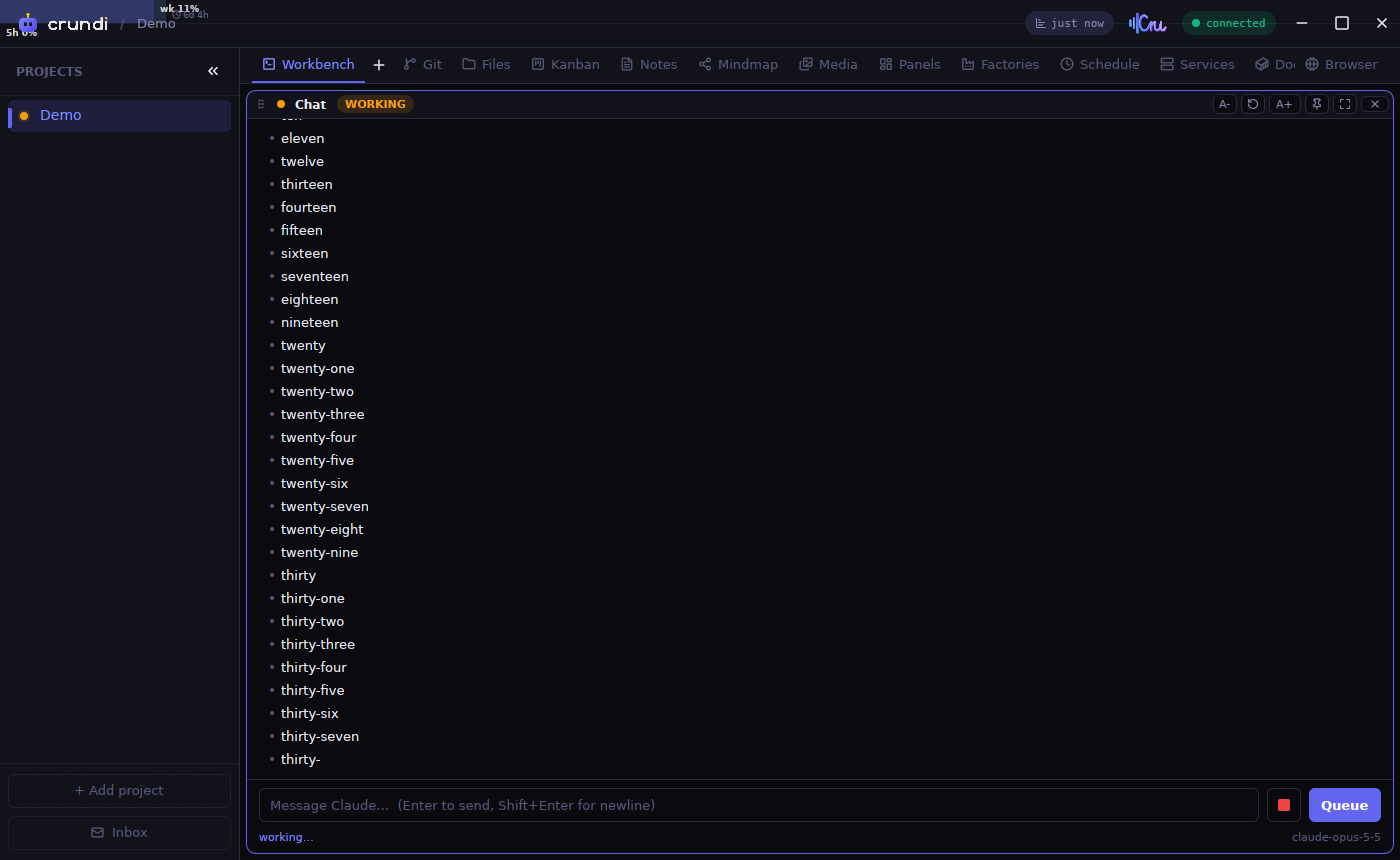 wk 11%
6d 4h
crundi / Demo
5h 0%
just now
Cru
connected
PROJECTS
Workbench
Git
Files
Kanban
Notes
Mindmap
Media
Panels
Factories
Schedule
Services
Browser
Demo
Chat
WORKING
A-
A+
eleven
twelve
thirteen
fourteen
fifteen
sixteen
seventeen
eighteen
nineteen
twenty
twenty-one
twenty-two
twenty-three
twenty-four
twenty-five
twenty-six
twenty-seven
twenty-eight
twenty-nine
thirty
thirty-one
thirty-two
thirty-three
thirty-four
thirty-five
thirty-six
thirty-seven
thirty-
+ Add project
Inbox
Message Claude... (Enter to send, Shift+Enter for newline)
Queue
working...
claude-opus-5-5